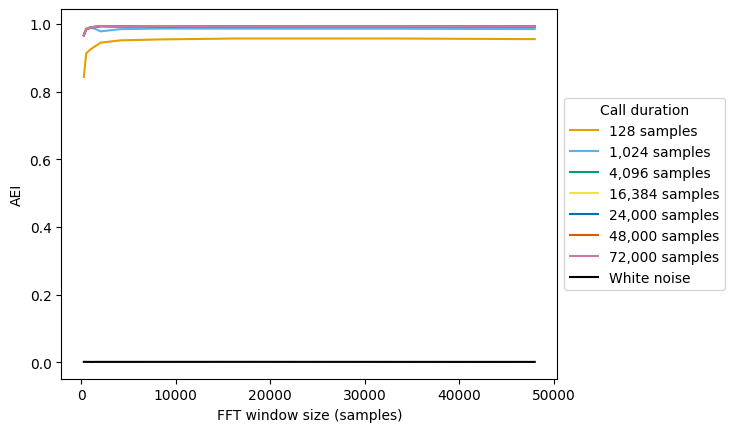 1.0
0.8
0.6
0.4
0.2
0.0
AEI
0
10000
20000
30000
40000
50000
FFT window size (samples)
Call duration
128 samples
1,024 samples
4,096 samples
16,384 samples
24,000 samples
48,000 samples
72,000 samples
White noise